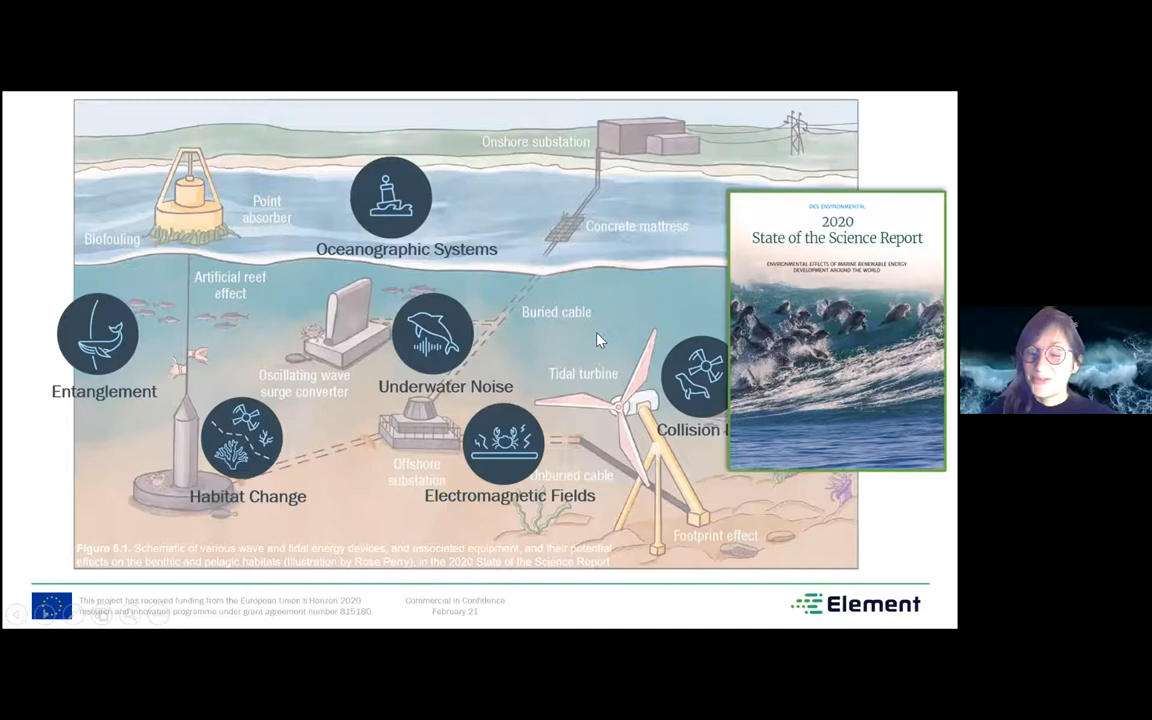 Onshore substation
Point
absorber
Biofouling
Concrete mattress
Oceanographic Systems
Artificial reef
effect
Buried cable
Entanglement
Oscillating wave
surge converter
Underwater Noise
Tidal turbine
Collision
Habitat Change
Offshore
substation
Electromagnetic Fields
Unburied cable
Footprint effect
Figure 6.1. Schematic of various wave and tidal energy devices, and associated equipment, and their potential
effects on the benthic and pelagic habitats (Illustration by Rose Perry), in the 2020 State of the Science Report
OES ENVIRONMENTAL
2020
State of the Science Report
ENVIRONMENTAL EFFECTS OF MARINE RENEWABLE ENERGY
DEVELOPMENT AROUND THE WORLD
This project has received funding from the European Union's Horizon 2020
research and innovation programme under grant agreement number 815180.
Commercial in Confidence
February 21
Element